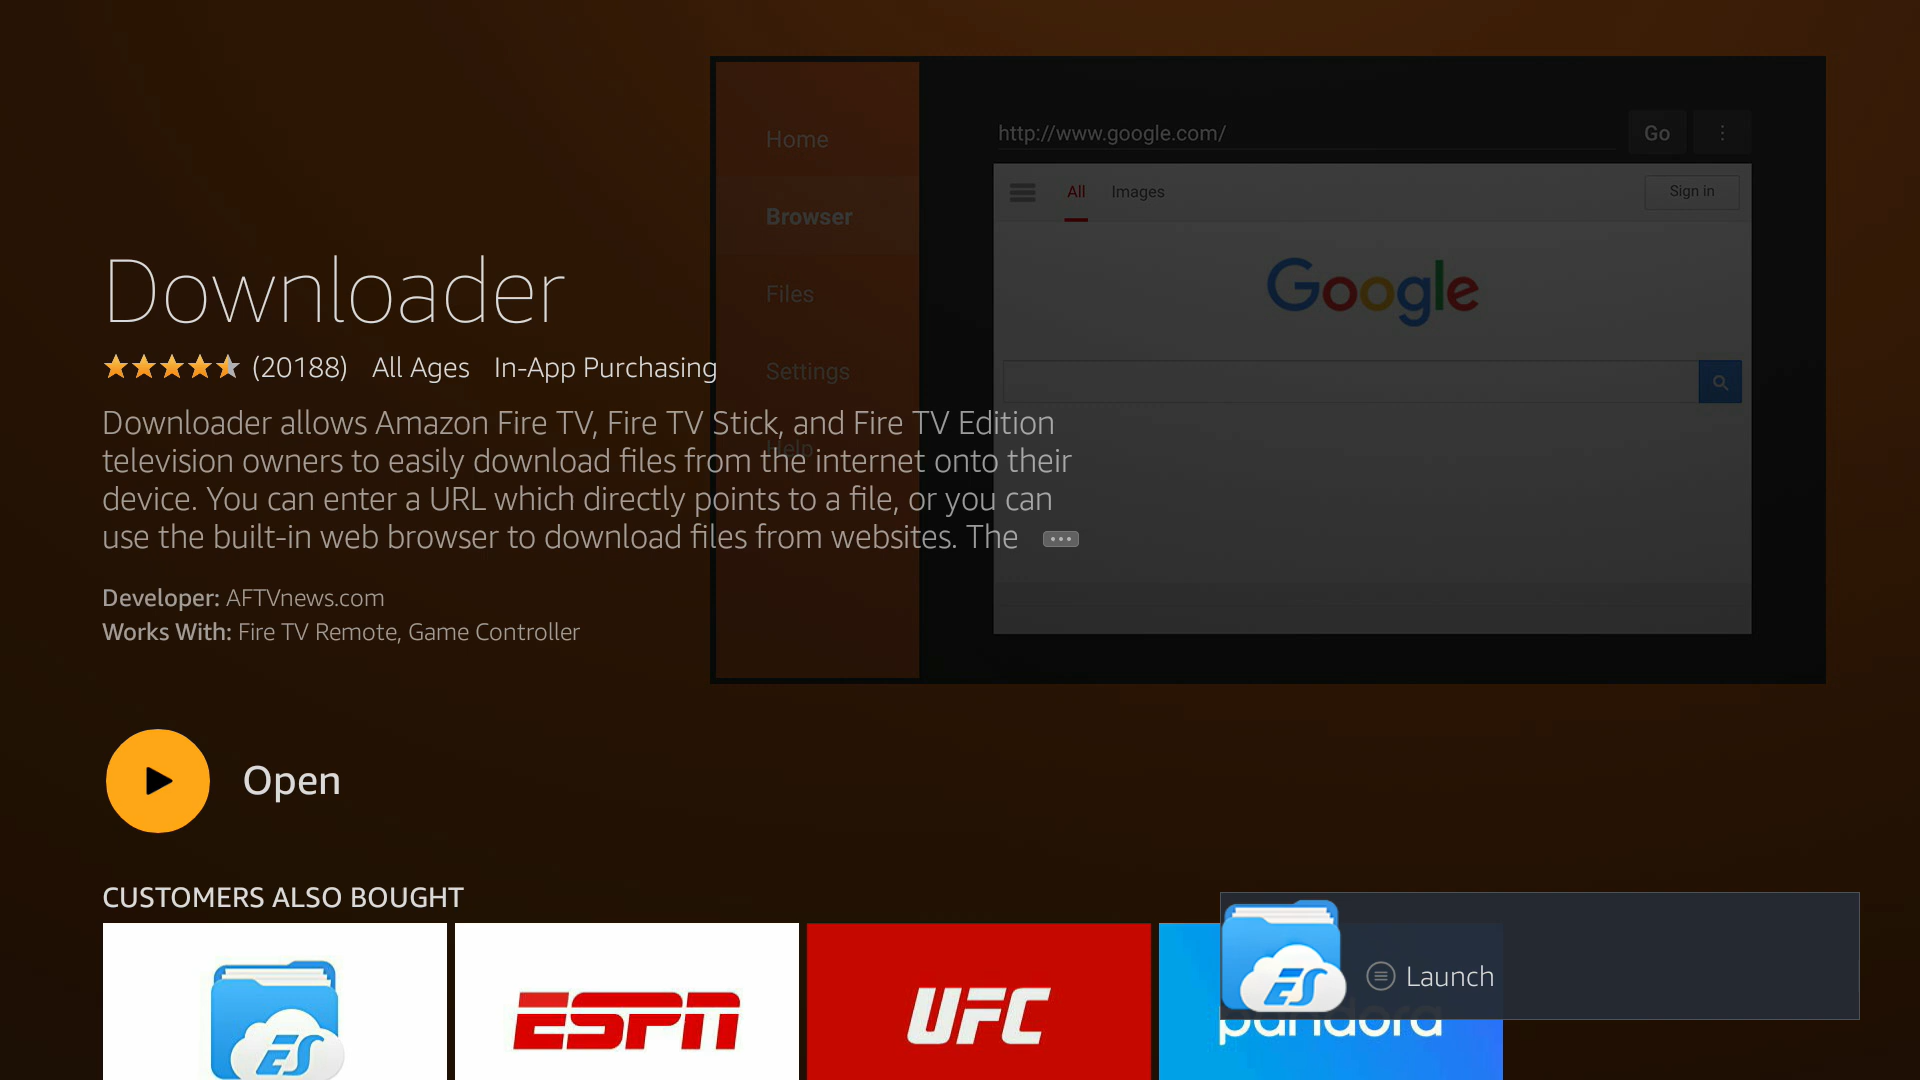 Home
http://www.google.com/
Go
Browser
All
Images
Sign in
Files
Google
Settings
Help
Downloader
(20188) All Ages In-App Purchasing
Downloader allows Amazon Fire TV, Fire TV Stick, and Fire TV Edition
television owners to easily download files from the internet onto their
device. You can enter a URL which directly points to a file, or you can
use the built-in web browser to download files from websites. The
Developer: AFTVnews.com
Works With: Fire TV Remote, Game Controller
Open
CUSTOMERS ALSO BOUGHT
ES
ESPN
UFC
pandora
ES
Launch